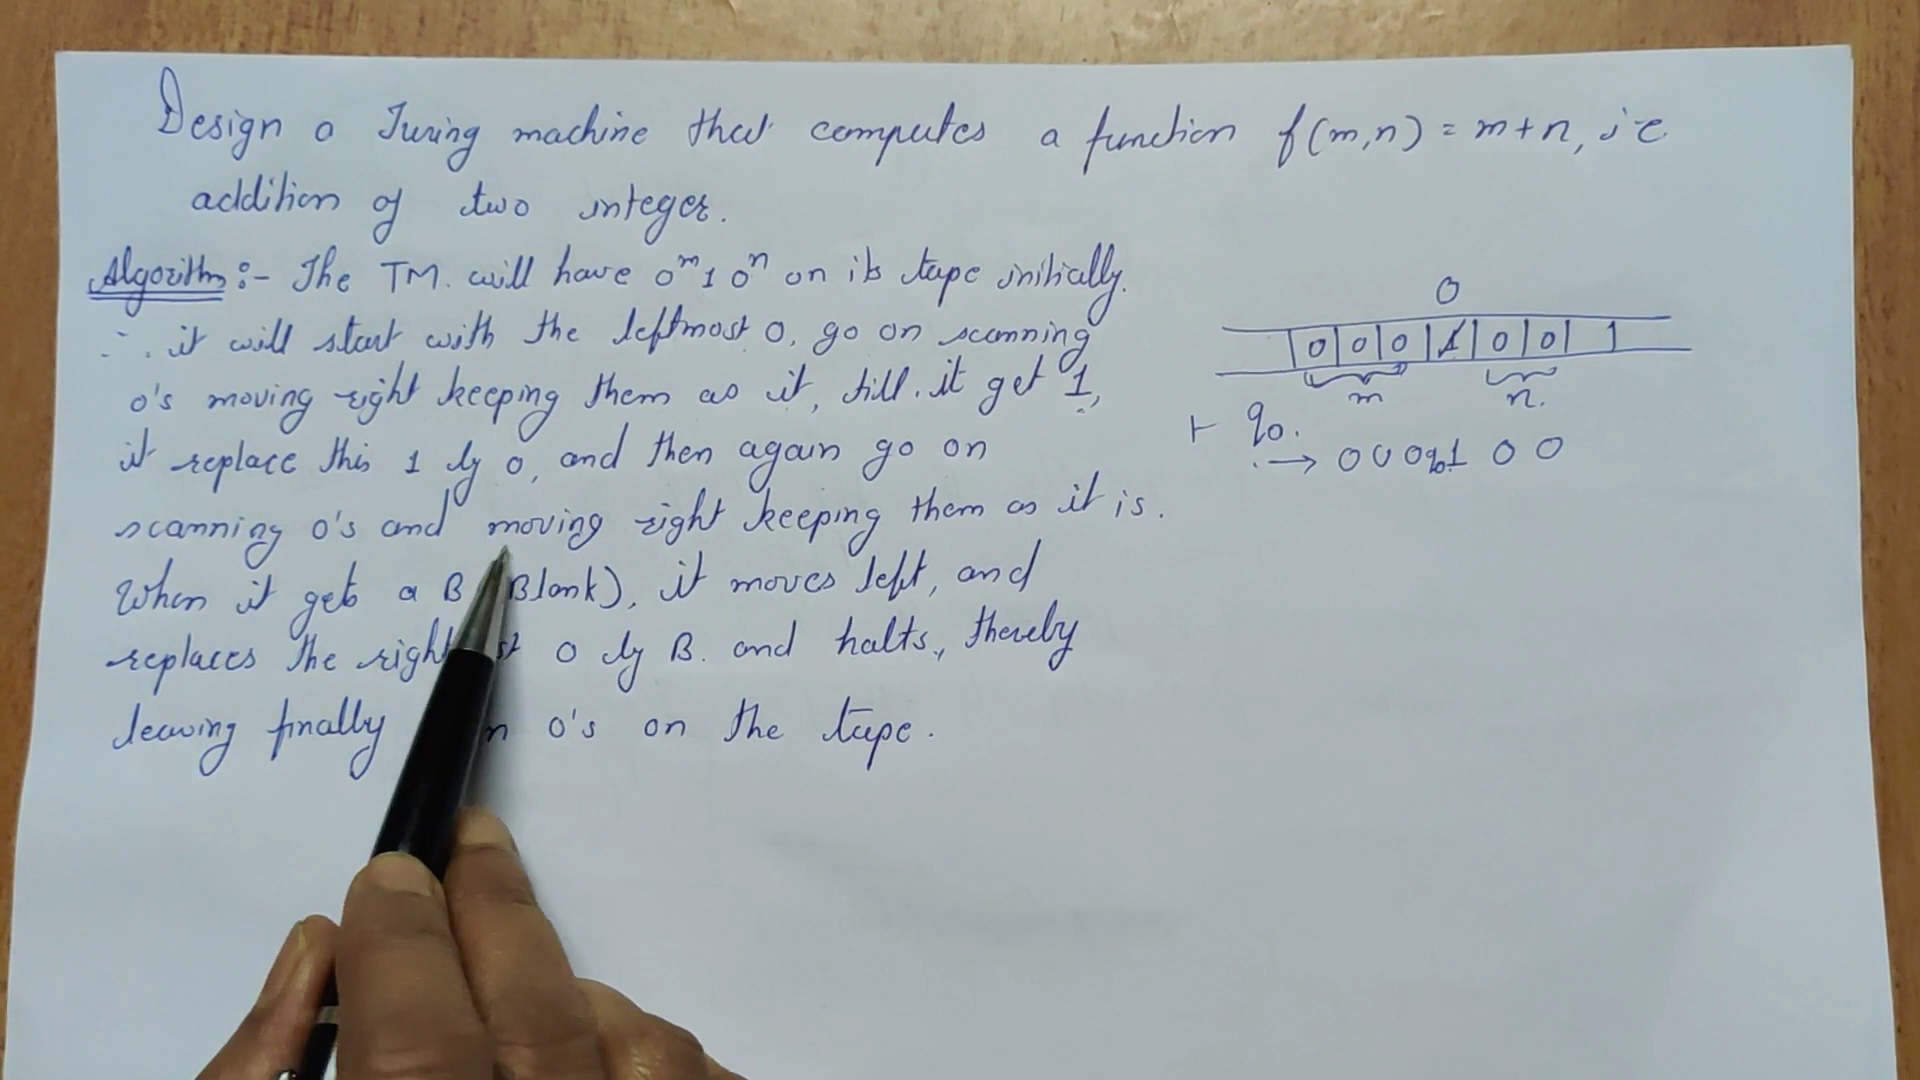 Design a Turing machine that computes a function f(m,n) = m+n, i.e
addition of two integer.
Algorithm :- The TM. will have 0^m 1 0^n on its tape initially.
∴ it will start with the leftmost 0, go on scanning
0's moving right keeping them as it, till. it get 1,
it replace this 1 by 0, and then again go on
scanning 0's and moving right keeping them as it is.
When it gets a B Blank), it moves left, and
replaces the right st 0 by B. and halts, thereby
leaving finally n 0's on the tape.
0
0 0 0 1 0 0
m n.
⊢ q0.
→ 0 0 0 q0 1 0 0